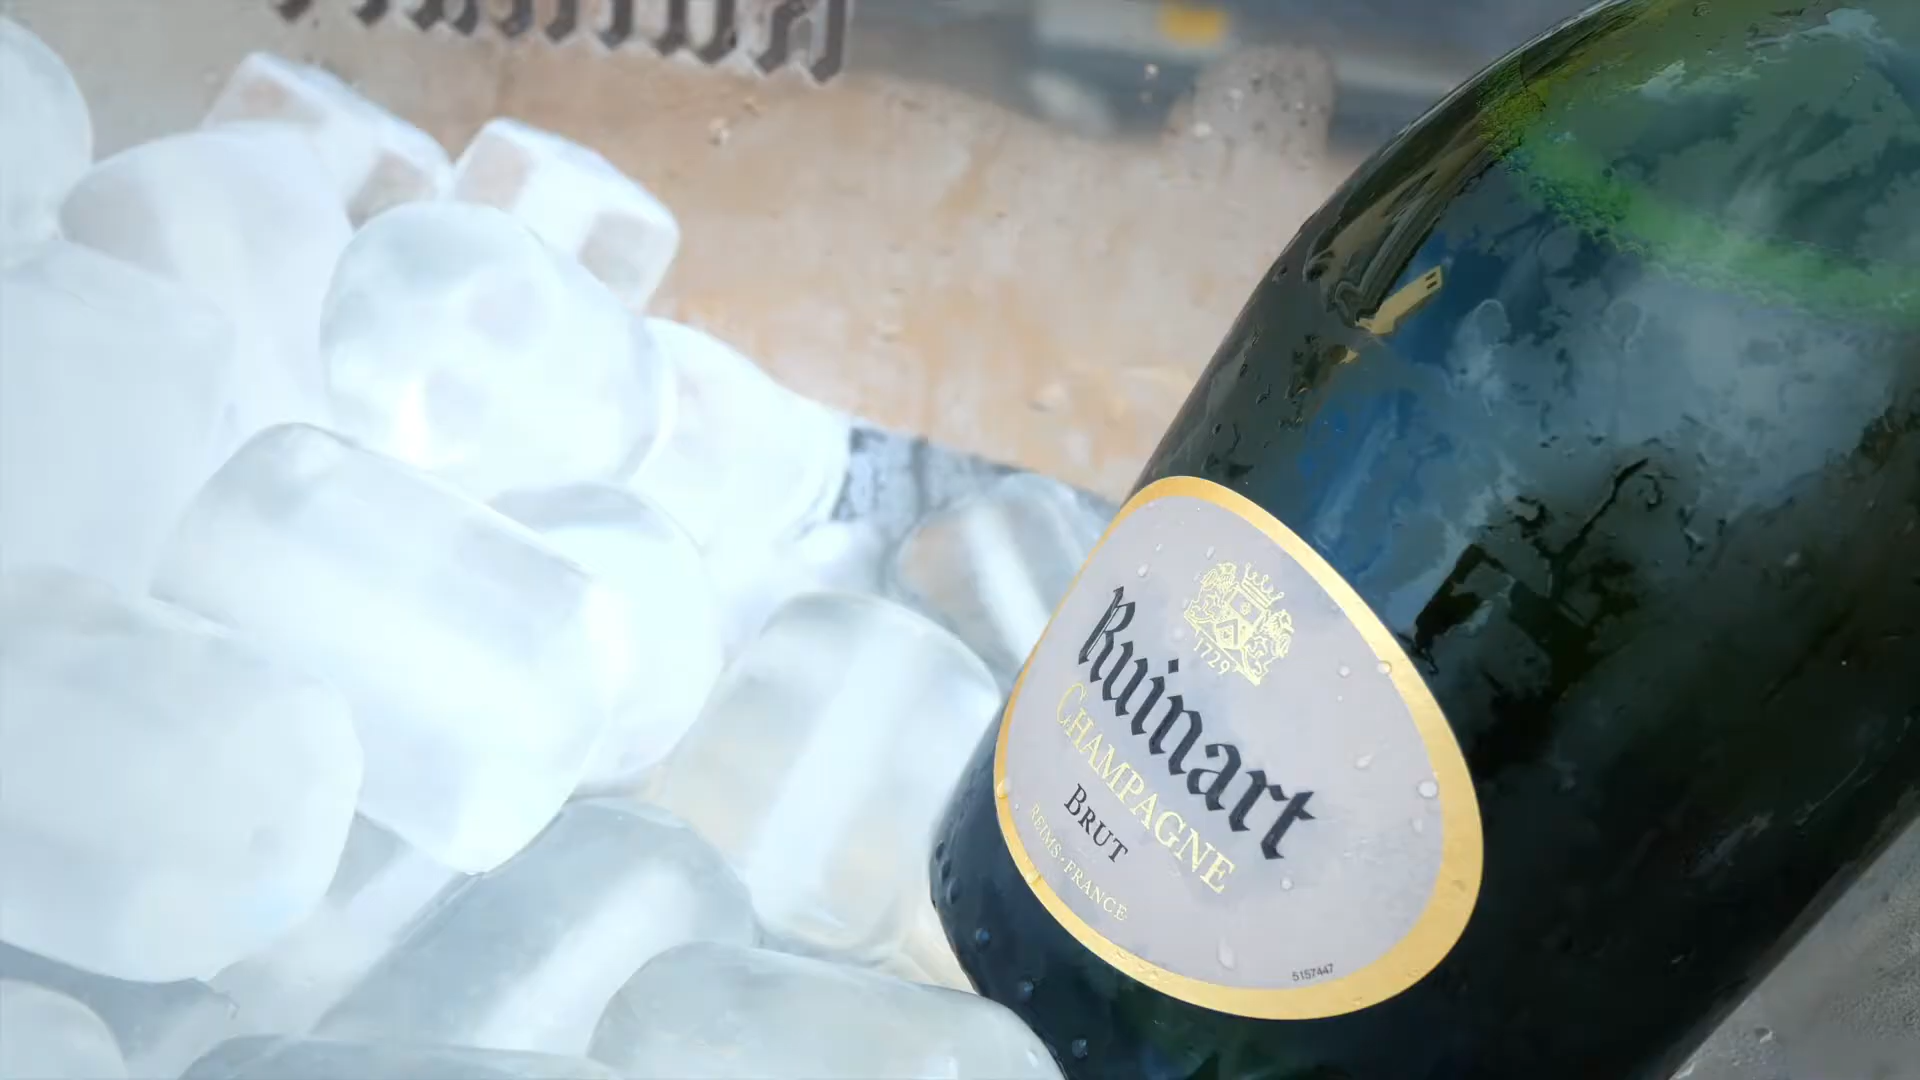 1729
Ruinart
CHAMPAGNE
BRUT
REIMS · FRANCE
5157447